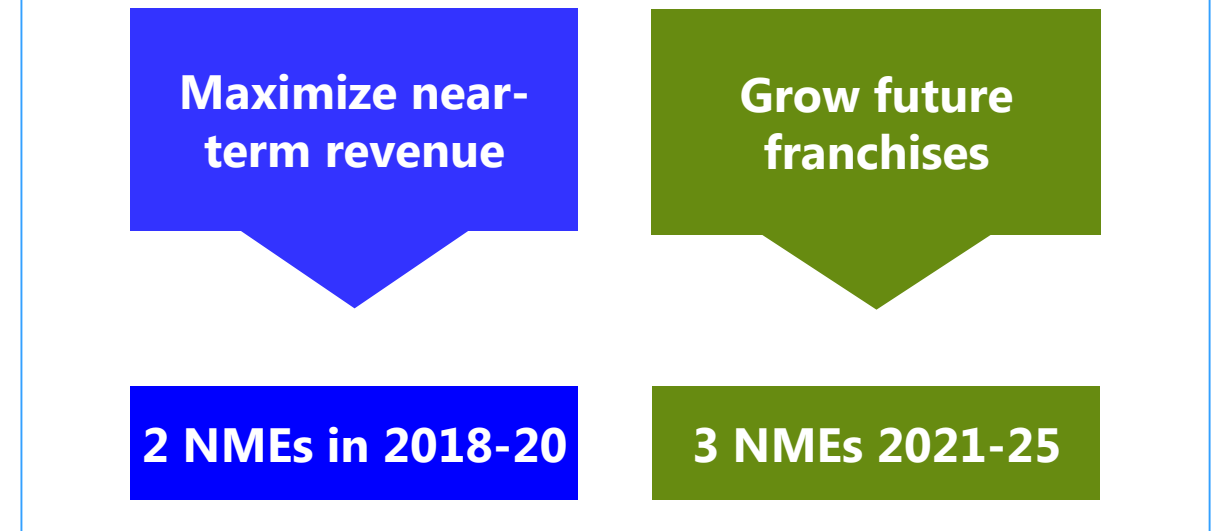 Maximize near-
term revenue
Grow future
franchises
2 NMEs in 2018-20
3 NMEs 2021-25